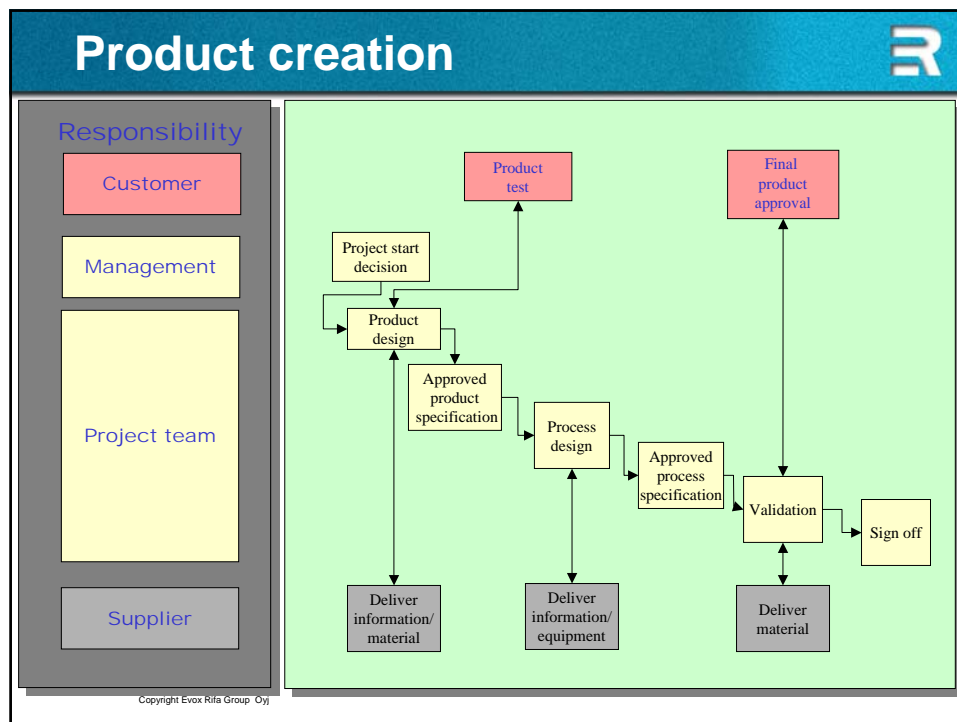 Product creation
Responsibility
Customer
Management
Project team
Supplier
Product
test
Final
product
approval
Project start
decision
Product
design
Approved
product
specification
Process
design
Approved
process
specification
Validation
Sign off
Deliver
information/
material
Deliver
information/
equipment
Deliver
material
Copyright Evox Rifa Group Oyj